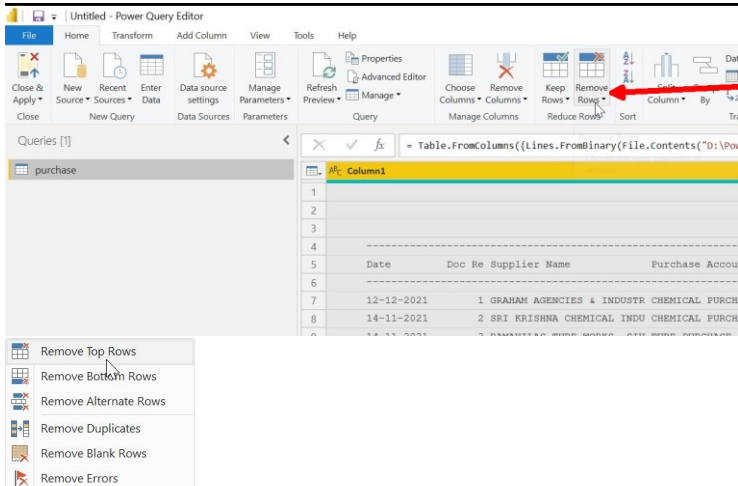 Untitled - Power Query Editor
File Home Transform Add Column View Tools Help
Close & Apply
New Source
Recent Sources
Enter Data
Data source settings
Manage Parameters
Refresh Preview
Properties
Advanced Editor
Manage
Choose Columns
Remove Columns
Keep Rows
Remove Rows
Column
By
Close New Query Data Sources Parameters Query Manage Columns Reduce Rows Sort
Queries [1]
fx = Table.FromColumns({Lines.FromBinary(File.Contents("D:\Pow
purchase
ABC Column1
1
2
3
4 ------------------------------------------------
5 Date Doc Re Supplier Name Purchase Accou
6 ------------------------------------------------
7 12-12-2021 1 GRAHAM AGENCIES & INDUSTR CHEMICAL PURCH
8 14-11-2021 2 SRI KRISHNA CHEMICAL INDU CHEMICAL PURCH
Remove Top Rows
Remove Bottom Rows
Remove Alternate Rows
Remove Duplicates
Remove Blank Rows
Remove Errors